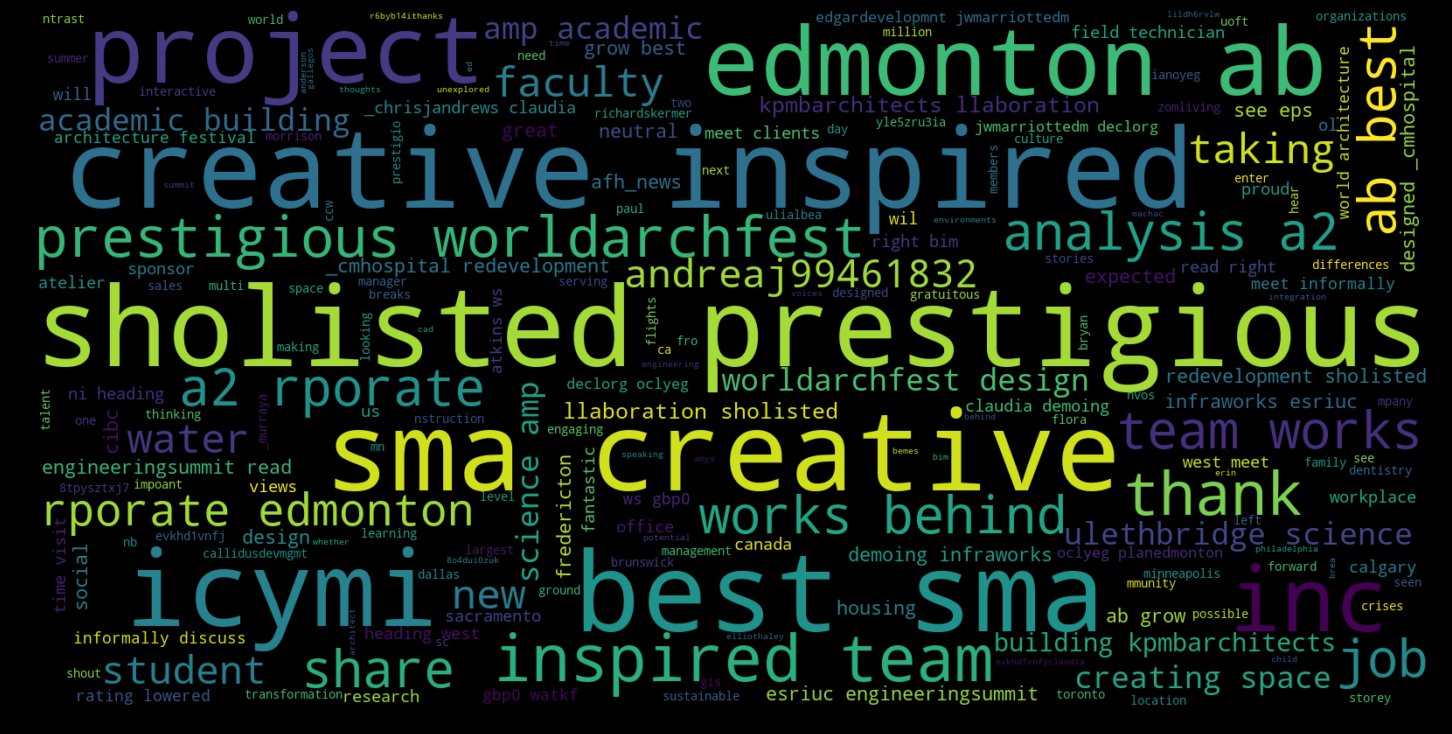 ntrast
world
r6byb14ithanks
project
amp academic
edgardevelopmnt jwmarriottedm
lildh6rvlw
uoft
organizations
million
field technician
summer
need
grow best
edmonton ab
ab best
will
interactive
anderson
gallegos
time
ed
thoughts
unexplored
faculty
ianoyeg
_chrisjandrews claudia
kpmbarchitects llaboration
zomliving
see eps
academic building
richardskermer
two
architecture festival
morrison
prestigio
great
neutral
meet clients
day
yle5zru3ia
jwmarriottedm declorg
culture
ol
world architecture
designed _cmhospital
creative inspired
taking
summit
afh_news
next
members
enter
proud
hear
ccw
paul
ulialbea
wil
environments
machac
prestigious worldarchfest
right bim
analysis a2
stories
differences
sponsor
_cmhospital redevelopment
andreaj99461832
expected
read right
meet informally
atelier
sales
multi
space
manager
breaks
serving
voices
designed
gratuitous
integration
sholisted prestigious
atkins ws
flights
fro
ca
bryan
looking
cad
making
engineering
ni heading
a2 rporate
declorg oclyeg
worldarchfest design
redevelopment sholisted
talent
one
cibc
thinking
_murraya
us
nstruction
science amp
llaboration sholisted
claudia demoing
nvos
infraworks esriuc
mpany
flora
water
mn
sma creative
engaging
behind
team works
speaking
amys
bemes
bim
engineeringsummit read
west meet
family
see
erin
dentistry
8tpysztxj7
impoant
views
level
fredericton
fantastic
ws gbp0
thank
workplace
rporate edmonton
office
works behind
left
potential
evkhd1vnfj
design
learning
ulethbridge science
nb
callidusdevmgmt
whether
time visit
social
8o4dui0zuk
largest
management
canada
brunswick
demoing infraworks
oclyeg planedmonton
philadelphia
forward
brea
calgary
icymi
dallas
ground
best sma
minneapolis
mmunity
seen
new
housing
inc
crises
sacramento
ab grow
possible
informally discuss
architect
heading west
sc
elliothaley
building kpmbarchitects
shout
student
share
inspired team
evkhd1vnfjclaudia
child
job
gis
creating space
rating lowered
transformation
research
gbp0 watkf
sustainable
esriuc engineeringsummit
toronto
location
storey